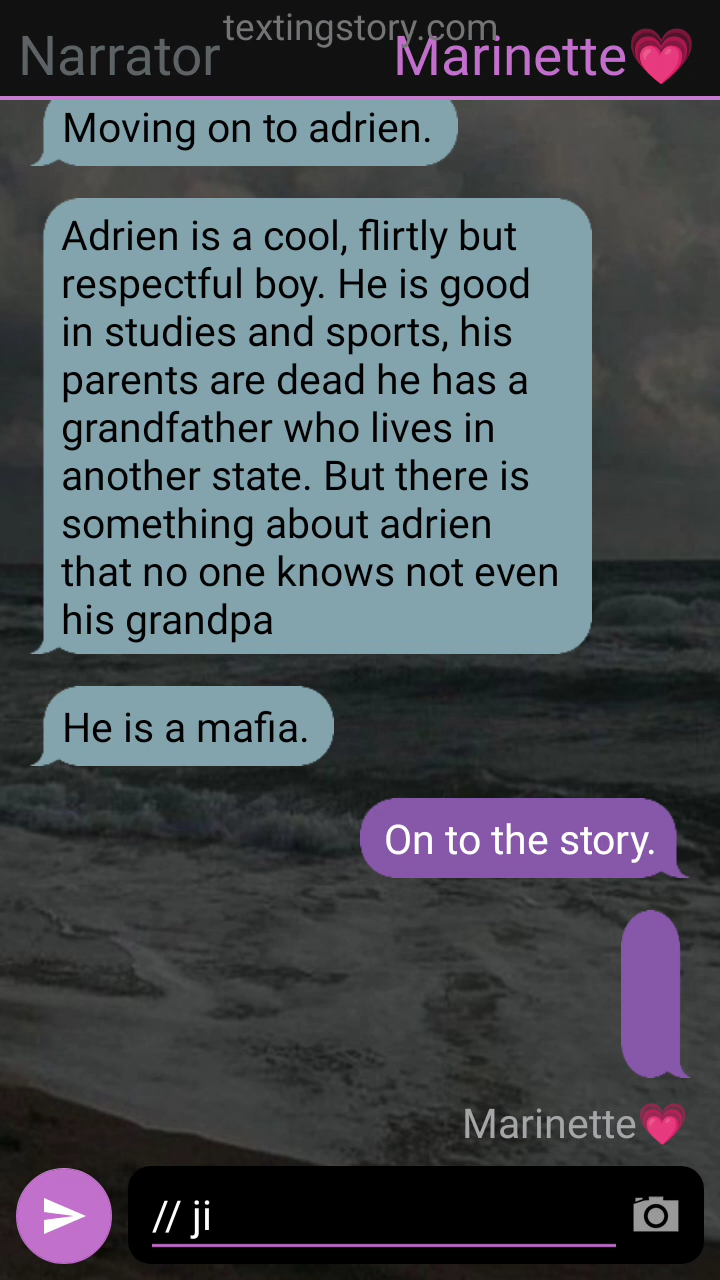 textingstory.com
Narrator Marinette💗
Moving on to adrien.
Adrien is a cool, flirtly but
respectful boy. He is good
in studies and sports, his
parents are dead he has a
grandfather who lives in
another state. But there is
something about adrien
that no one knows not even
his grandpa
He is a mafia.
On to the story.
Marinette💗
// ji